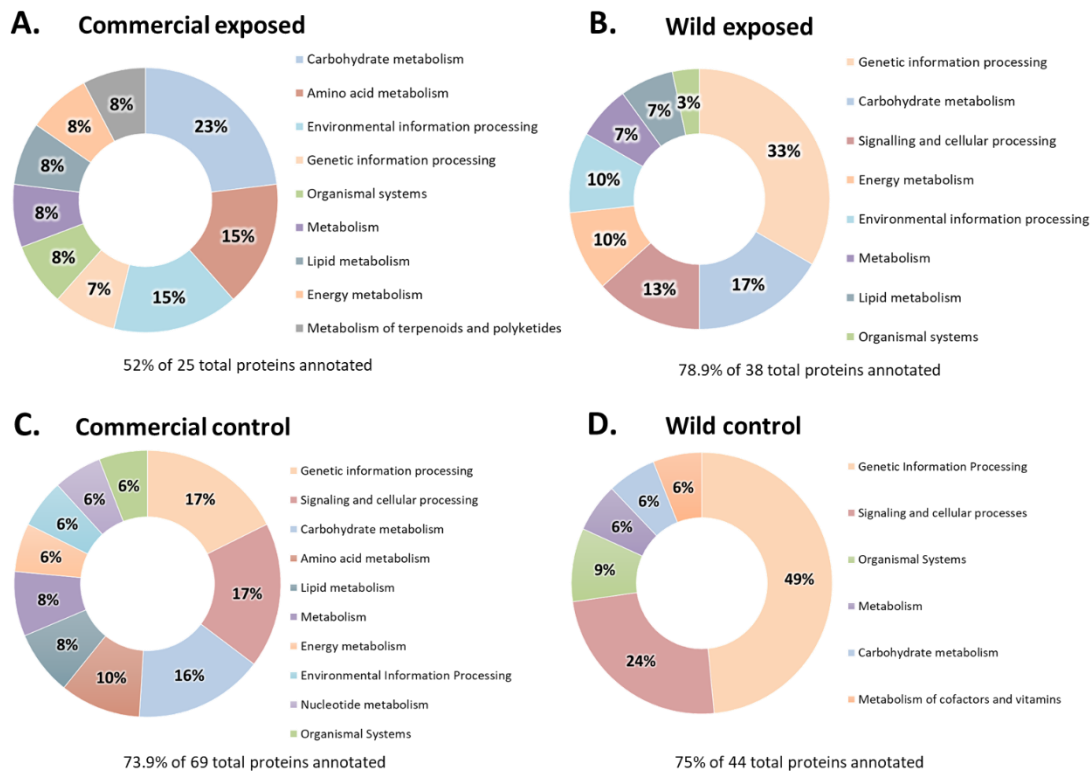 A. Commercial exposed
23%
15%
15%
7%
8%
8%
8%
8%
8%
Carbohydrate metabolism
Amino acid metabolism
Environmental information processing
Genetic information processing
Organismal systems
Metabolism
Lipid metabolism
Energy metabolism
Metabolism of terpenoids and polyketides
52% of 25 total proteins annotated
B. Wild exposed
33%
17%
13%
10%
10%
7%
7%
3%
Genetic information processing
Carbohydrate metabolism
Signalling and cellular processing
Energy metabolism
Environmental information processing
Metabolism
Lipid metabolism
Organismal systems
78.9% of 38 total proteins annotated
C. Commercial control
17%
17%
16%
10%
8%
8%
6%
6%
6%
6%
Genetic information processing
Signaling and cellular processing
Carbohydrate metabolism
Amino acid metabolism
Lipid metabolism
Metabolism
Energy metabolism
Environmental Information Processing
Nucleotide metabolism
Organismal Systems
73.9% of 69 total proteins annotated
D. Wild control
49%
24%
9%
6%
6%
6%
Genetic Information Processing
Signaling and cellular processes
Organismal Systems
Metabolism
Carbohydrate metabolism
Metabolism of cofactors and vitamins
75% of 44 total proteins annotated